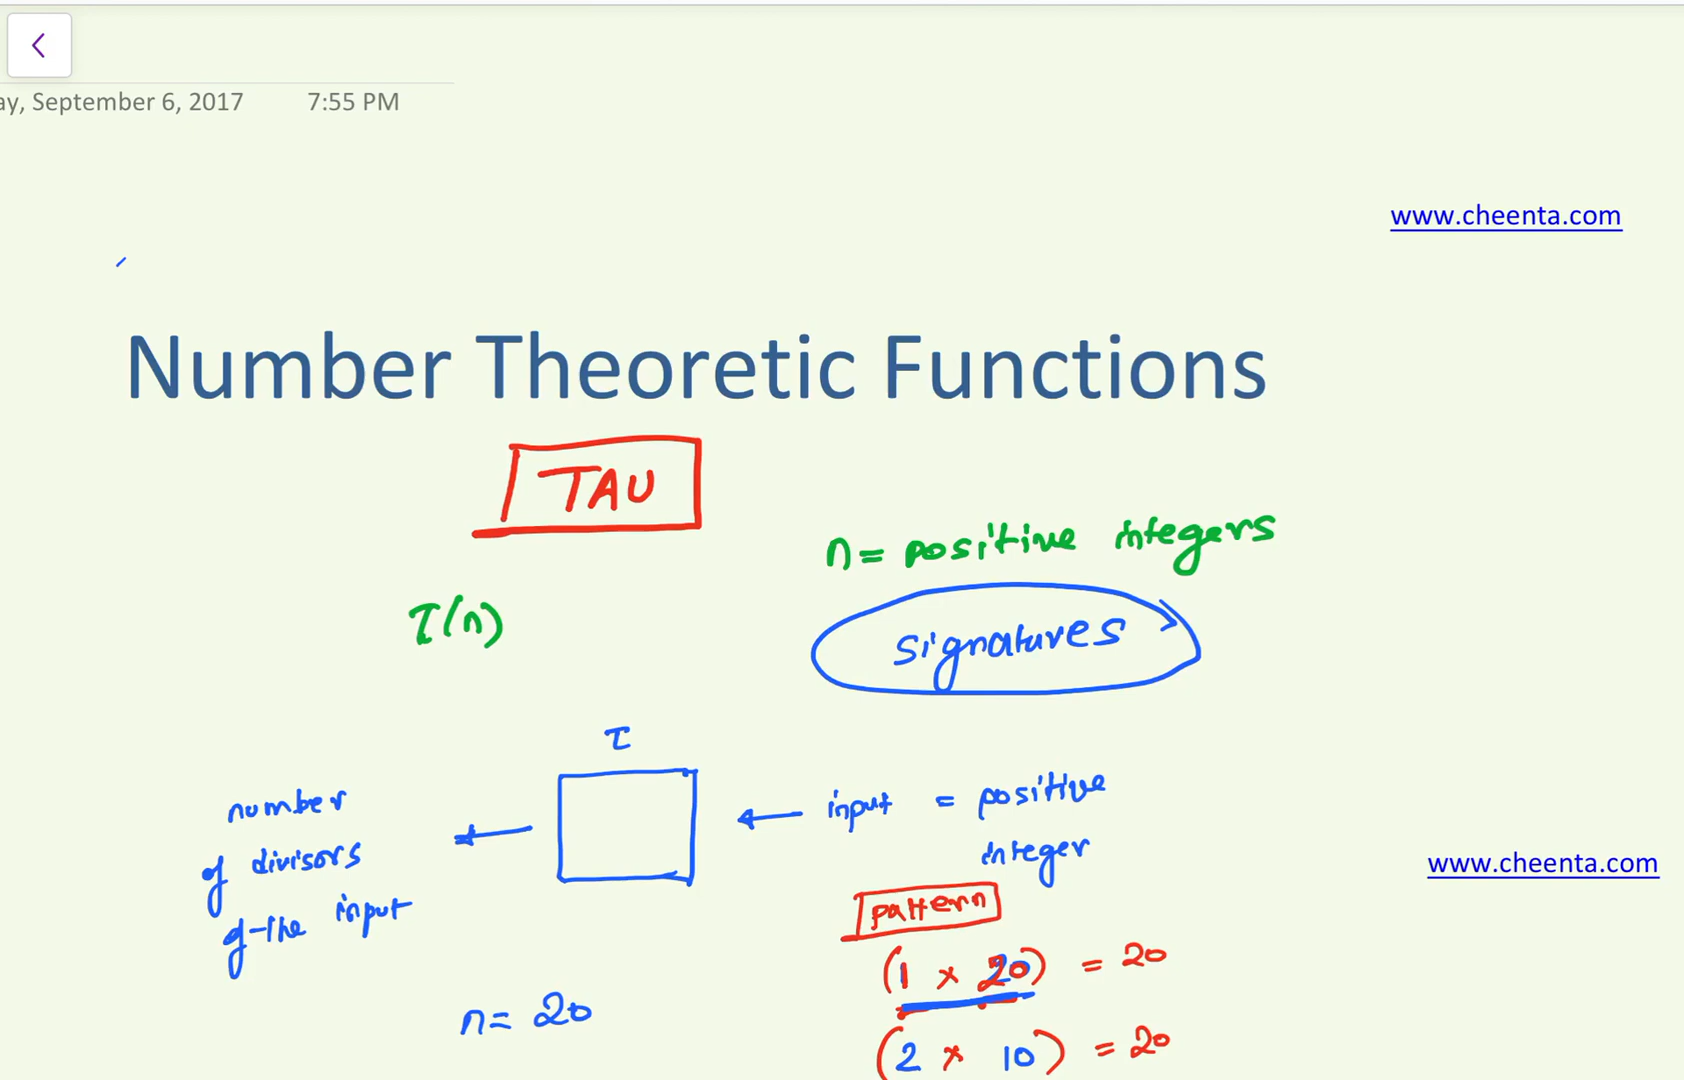 ay, September 6, 2017 7:55 PM
www.cheenta.com
Number Theoretic Functions
TAU
n = positive integers
τ(n)
signatures
τ
number
of divisors
of the input
input = positive
integer
www.cheenta.com
pattern
(1 × 20) = 20
n = 20
(2 × 10) = 20